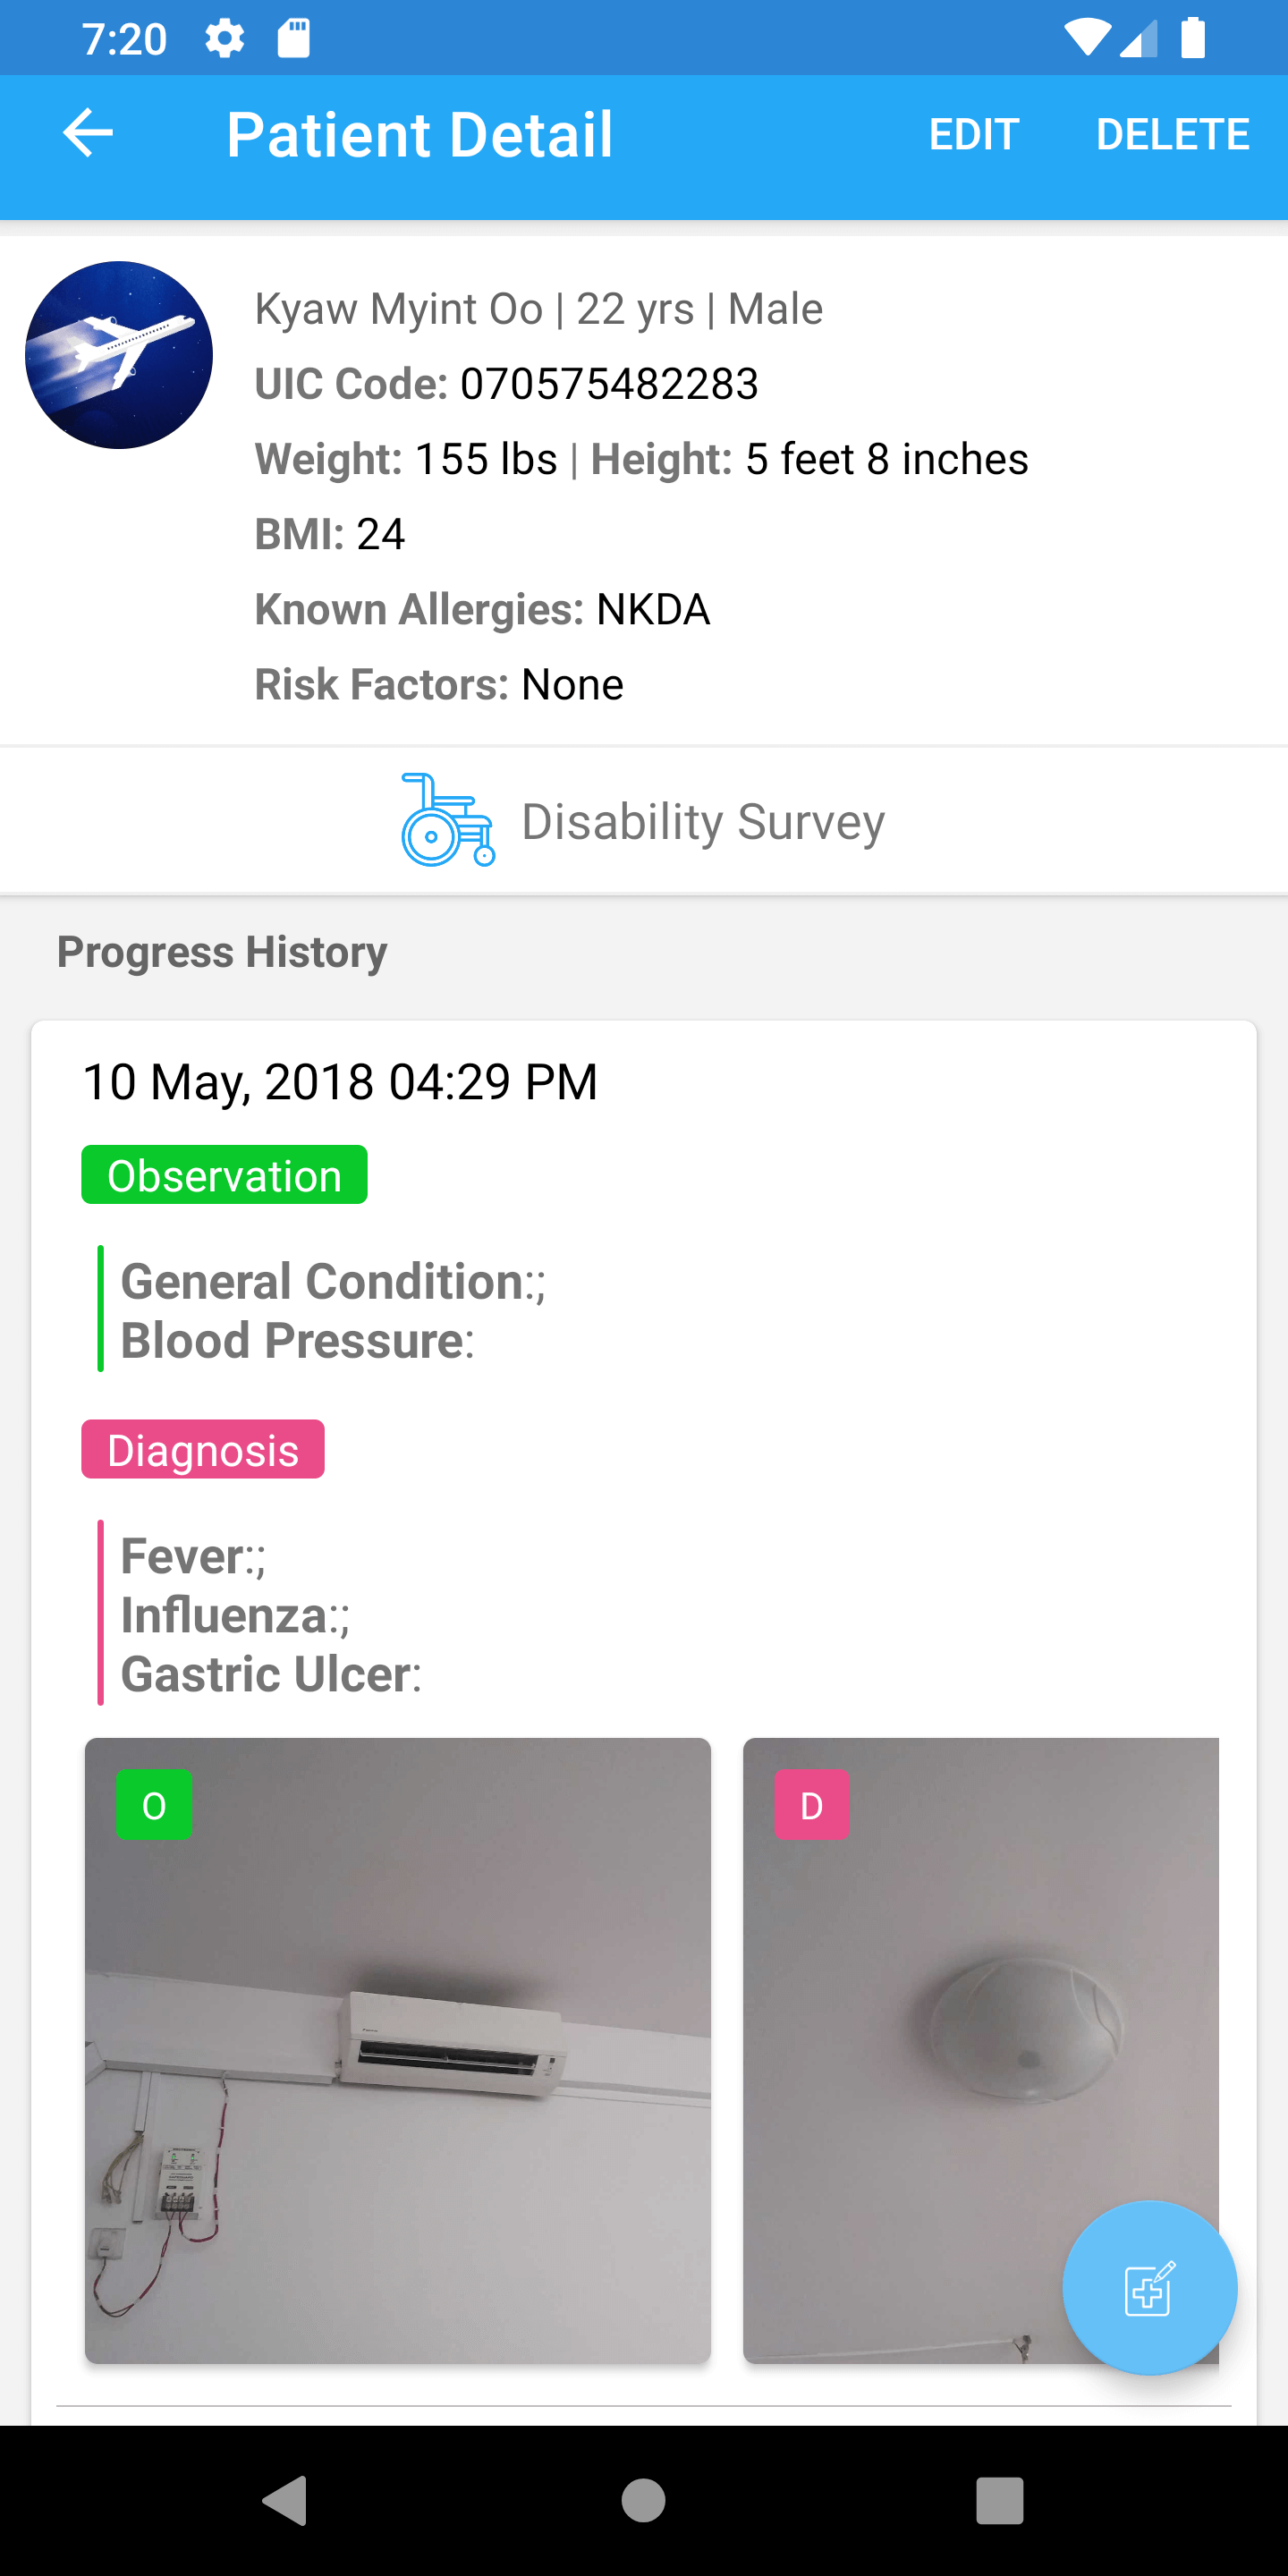 7:20
Patient Detail
EDIT
DELETE
Kyaw Myint Oo | 22 yrs | Male
UIC Code: 070575482283
Weight: 155 lbs | Height: 5 feet 8 inches
BMI: 24
Known Allergies: NKDA
Risk Factors: None
Disability Survey
Progress History
10 May, 2018 04:29 PM
Observation
General Condition:;
Blood Pressure:
Diagnosis
Fever:;
Influenza:;
Gastric Ulcer:
O
D